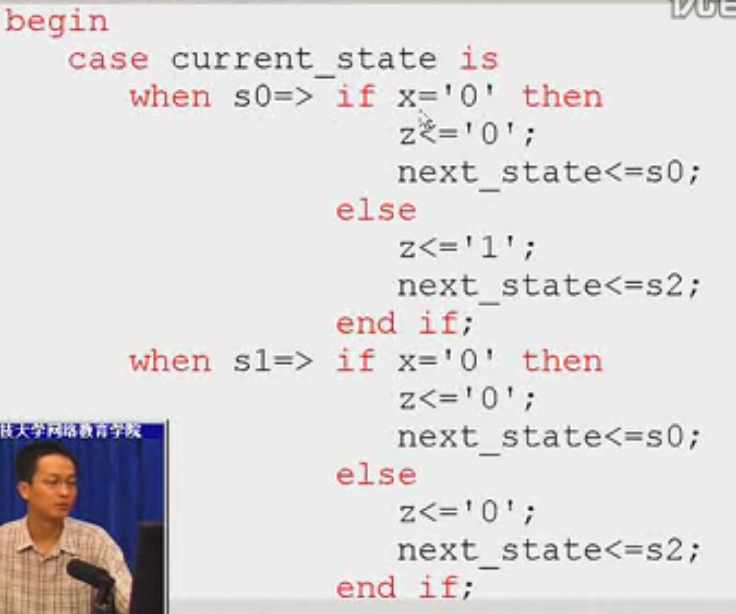 begin
case current_state is
when s0=> if x='0' then
z<='0';
next_state<=s0;
else
z<='1';
next_state<=s2;
end if;
when s1=> if x='0' then
z<='0';
next_state<=s0;
else
z<='0';
next_state<=s2;
end if;
技大学网络教育学院